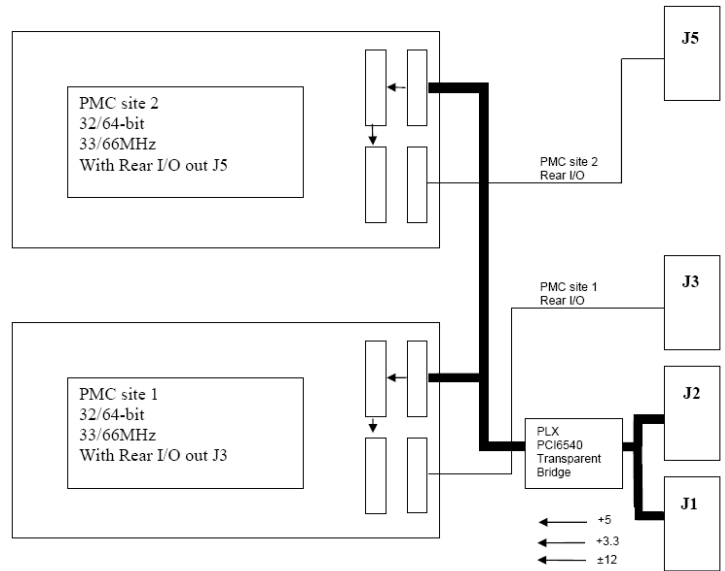 J5
PMC site 2
32/64-bit
33/66MHz
With Rear I/O out J5
PMC site 2
Rear I/O
J3
PMC site 1
Rear I/O
PMC site 1
32/64-bit
33/66MHz
With Rear I/O out J3
J2
PLX
PCI6540
Transparent
Bridge
J1
+5
+3.3
±12